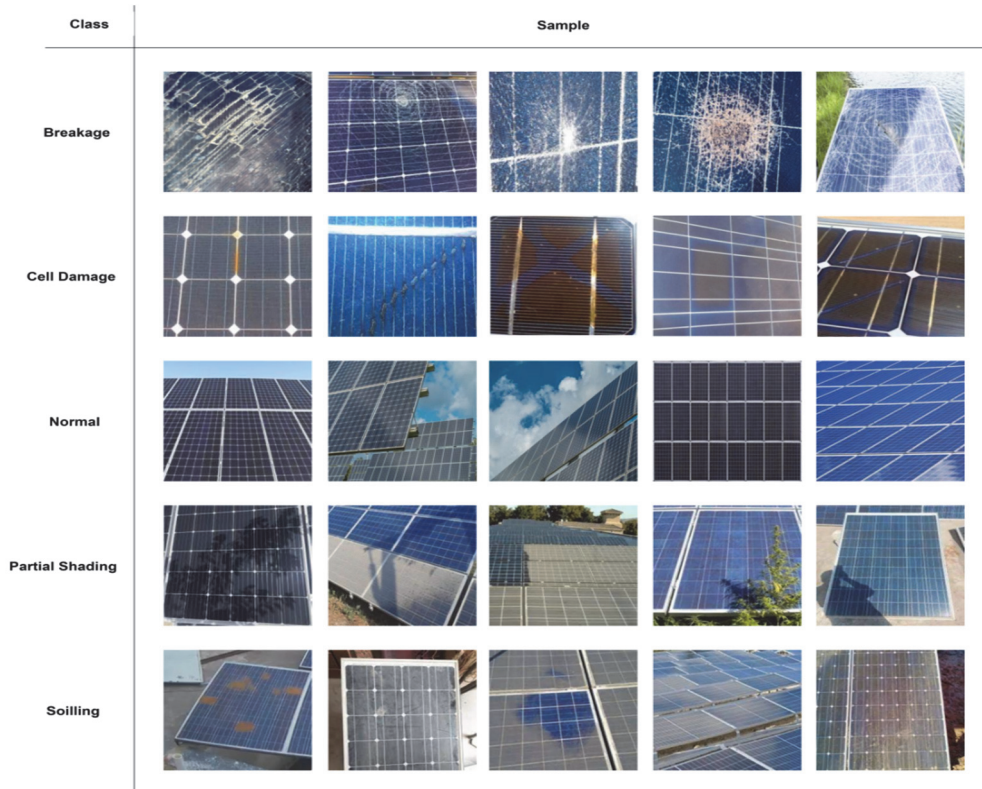 Class
Sample
Breakage
Cell Damage
Normal
Partial Shading
Soilling